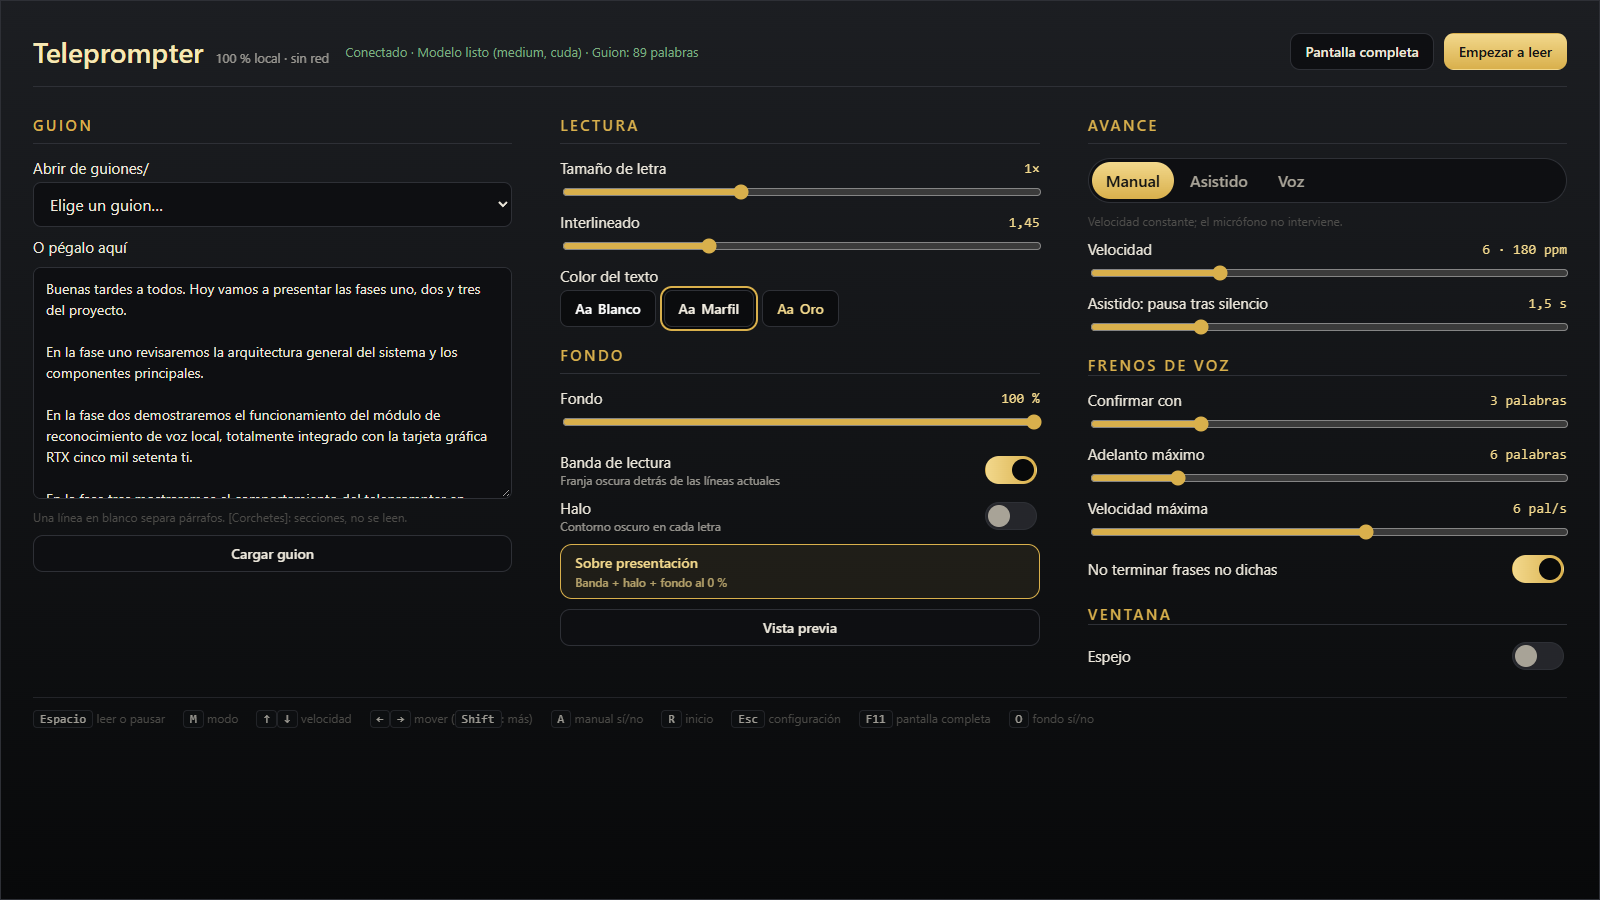 Teleprompter 100 % local · sin red Conectado · Modelo listo (medium, cuda) · Guion: 89 palabras
Pantalla completa
Empezar a leer
GUION
Abrir de guiones/
Elige un guion...
O pégalo aquí
Buenas tardes a todos. Hoy vamos a presentar las fases uno, dos y tres
del proyecto.
En la fase uno revisaremos la arquitectura general del sistema y los
componentes principales.
En la fase dos demostraremos el funcionamiento del módulo de
reconocimiento de voz local, totalmente integrado con la tarjeta gráfica
RTX cinco mil setenta ti.
En la fase tres mostraremos el comportamiento del teleprompter en
Una línea en blanco separa párrafos. [Corchetes]: secciones, no se leen.
Cargar guion
LECTURA
Tamaño de letra 1×
Interlineado 1,45
Color del texto
Aa Blanco
Aa Marfil
Aa Oro
FONDO
Fondo 100 %
Banda de lectura
Franja oscura detrás de las líneas actuales
Halo
Contorno oscuro en cada letra
Sobre presentación
Banda + halo + fondo al 0 %
Vista previa
AVANCE
Manual Asistido Voz
Velocidad constante; el micrófono no interviene.
Velocidad 6 · 180 ppm
Asistido: pausa tras silencio 1,5 s
FRENOS DE VOZ
Confirmar con 3 palabras
Adelanto máximo 6 palabras
Velocidad máxima 6 pal/s
No terminar frases no dichas
VENTANA
Espejo
Espacio leer o pausar M modo ↑ ↓ velocidad ← → mover (Shift: más) A manual sí/no R inicio Esc configuración F11 pantalla completa O fondo sí/no